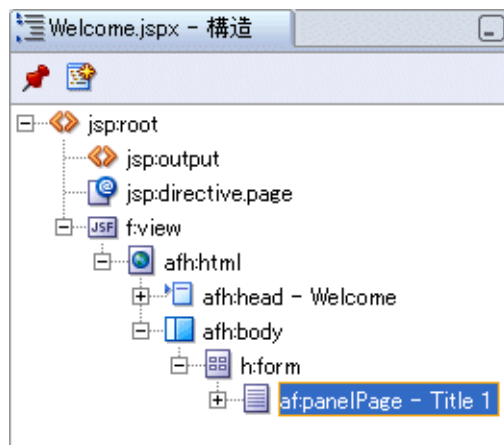 Welcome.jspx - 構造
jsp:root
jsp:output
jsp:directive.page
JSF f:view
afh:html
afh:head - Welcome
afh:body
h:form
af:panelPage - Title 1